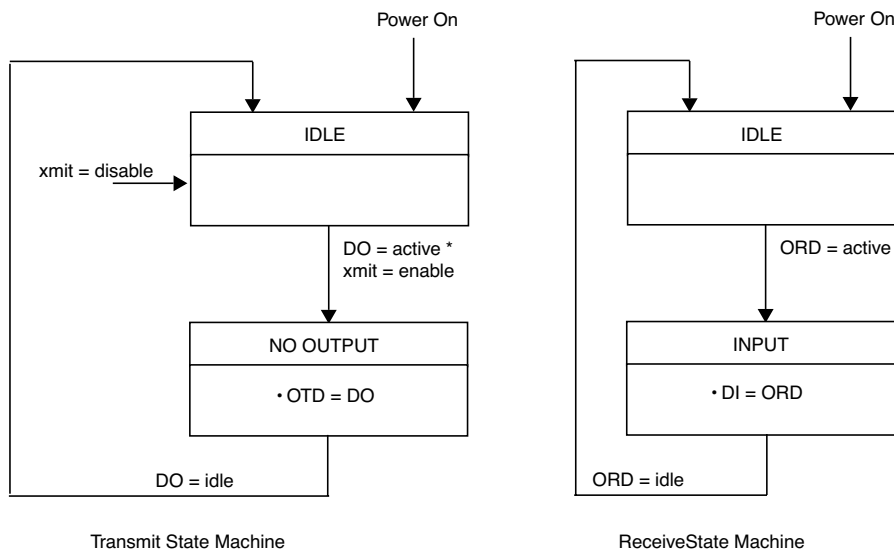 Power On
IDLE
xmit = disable
DO = active *
xmit = enable
NO OUTPUT
• OTD = DO
DO = idle
Transmit State Machine
Power On
IDLE
ORD = active
INPUT
• DI = ORD
ORD = idle
ReceiveState Machine